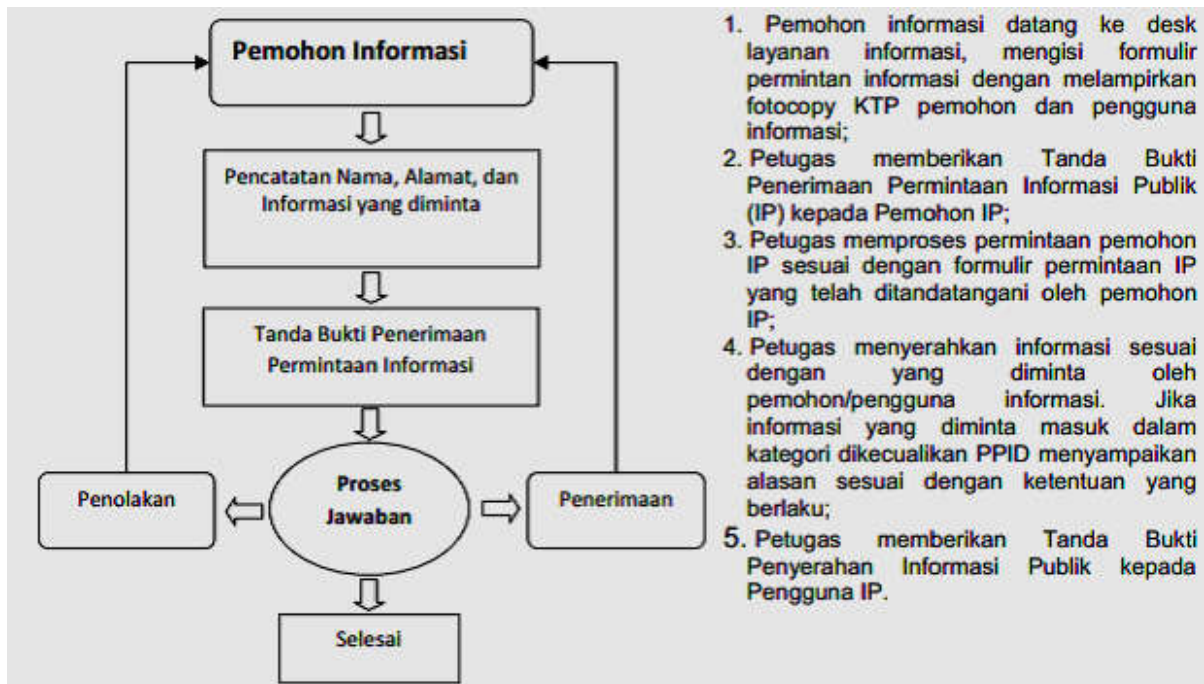 Pemohon Informasi
Pencatatan Nama, Alamat, dan
Informasi yang diminta
Tanda Bukti Penerimaan
Permintaan Informasi
Penolakan
Proses
Jawaban
Penerimaan
Selesai
1. Pemohon informasi datang ke desk
layanan informasi, mengisi formulir
permintan informasi dengan melampirkan
fotocopy KTP pemohon dan pengguna
informasi;
2. Petugas memberikan Tanda Bukti
Penerimaan Permintaan Informasi Publik
(IP) kepada Pemohon IP;
3. Petugas memproses permintaan pemohon
IP sesuai dengan formulir permintaan IP
yang telah ditandatangani oleh pemohon
IP;
4. Petugas menyerahkan informasi sesuai
dengan yang diminta oleh
pemohon/pengguna informasi. Jika
informasi yang diminta masuk dalam
kategori dikecualikan PPID menyampaikan
alasan sesuai dengan ketentuan yang
berlaku;
5. Petugas memberikan Tanda Bukti
Penyerahan Informasi Publik kepada
Pengguna IP.